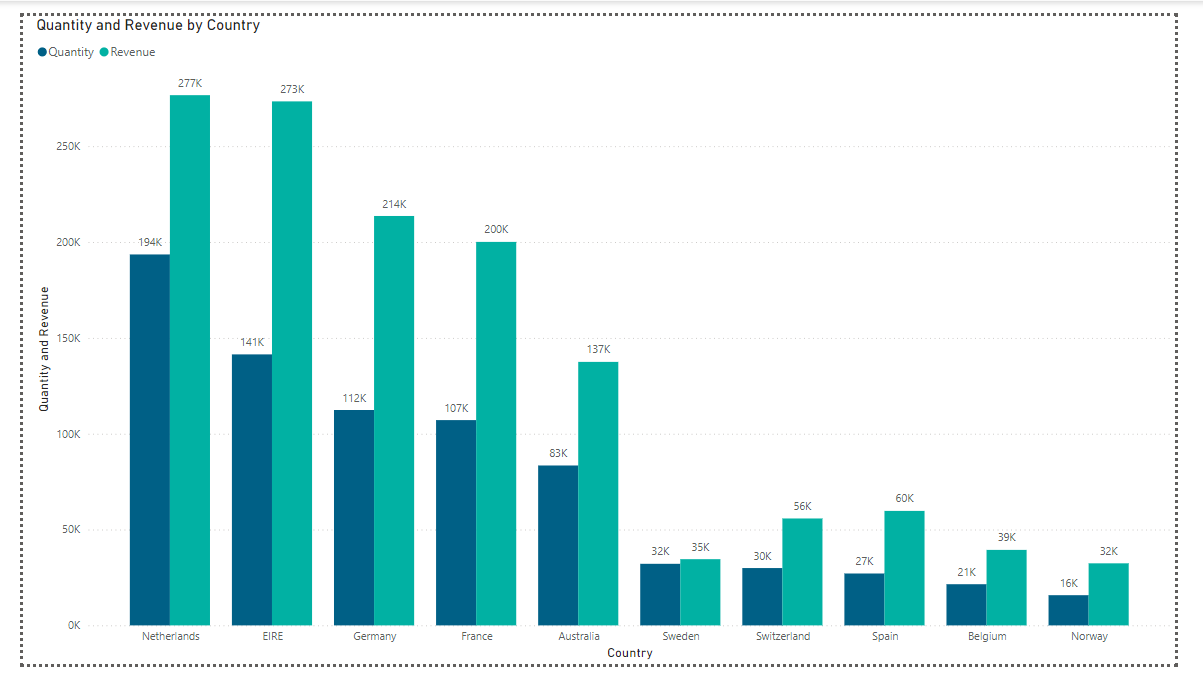 Quantity and Revenue by Country
Quantity Revenue
277K
273K
250K
214K
200K
200K
194K
150K
141K
137K
112K
107K
100K
83K
60K
56K
50K
32K
35K
30K
27K
39K
21K
32K
16K
0K
Netherlands EIRE Germany France Australia Sweden Switzerland Spain Belgium Norway
Country
Quantity and Revenue